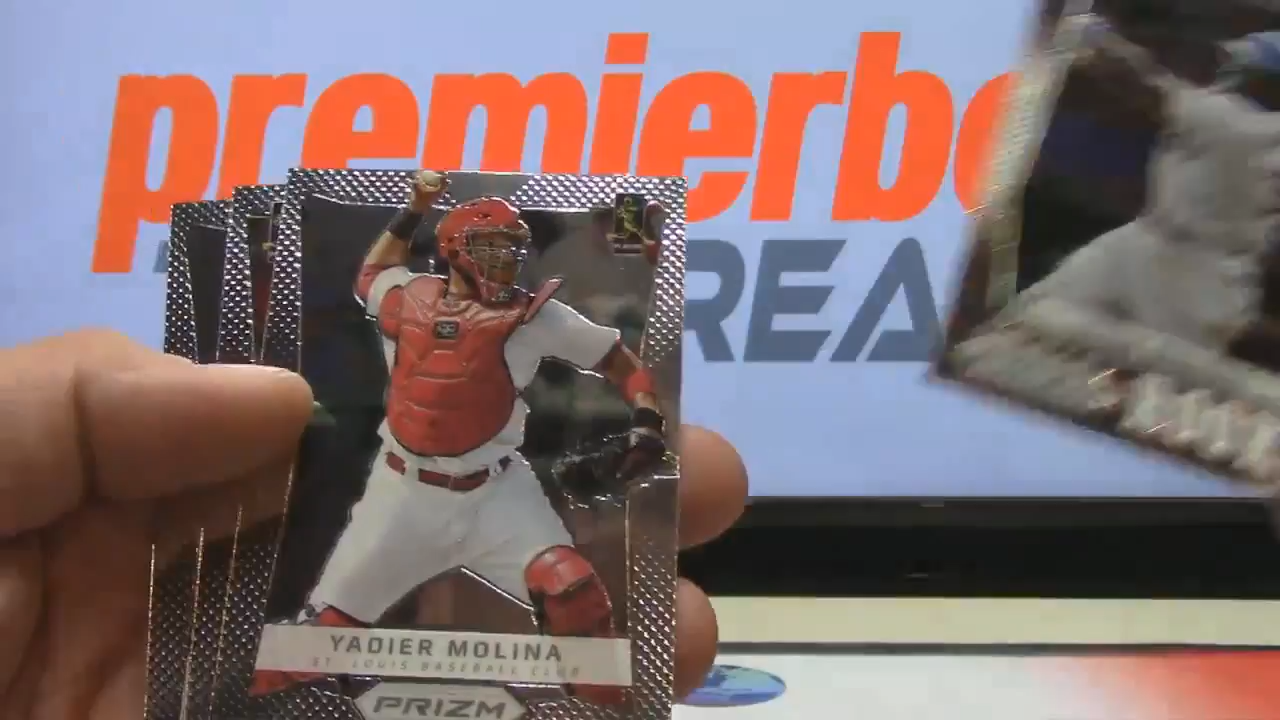 premierbo
REA
YADIER MOLINA
ST. LOUIS BASEBALL CLUB
PRIZM